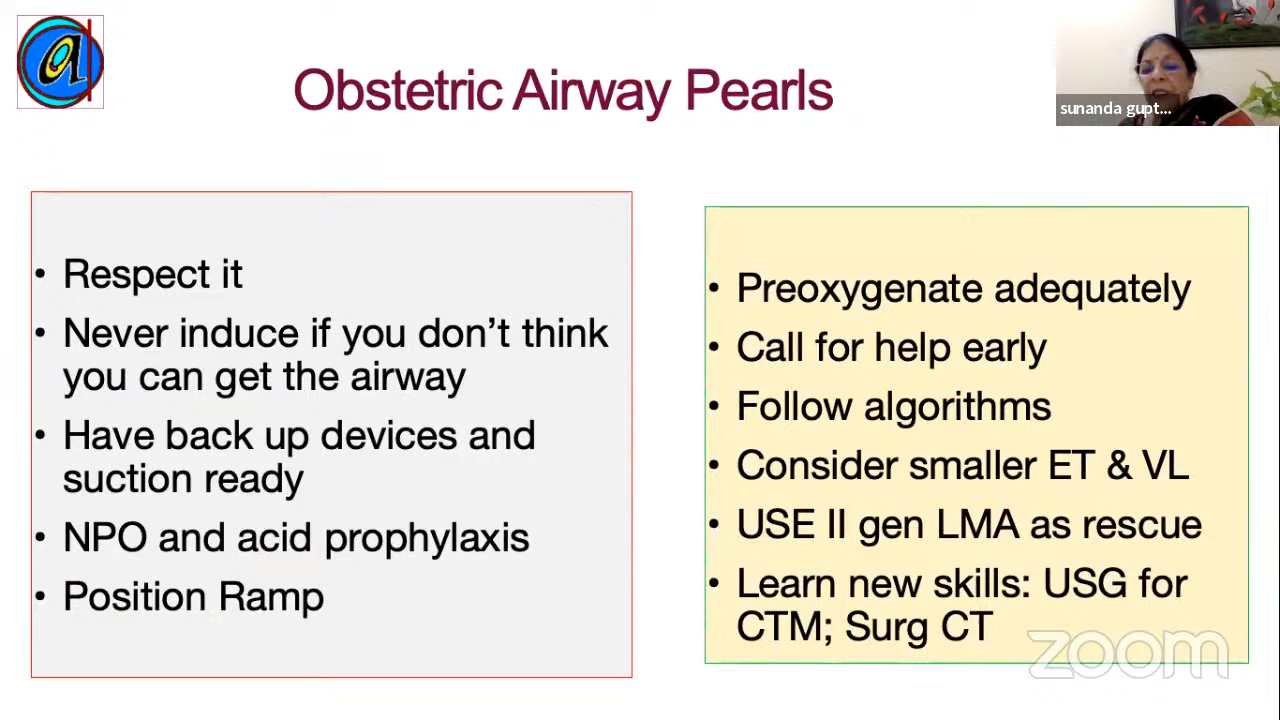 Obstetric Airway Pearls
sunanda gupt...
• Respect it
• Never induce if you don't think
you can get the airway
• Have back up devices and
suction ready
• NPO and acid prophylaxis
• Position Ramp
• Preoxygenate adequately
• Call for help early
• Follow algorithms
• Consider smaller ET & VL
• USE II gen LMA as rescue
• Learn new skills: USG for
CTM; Surg CT
zoom